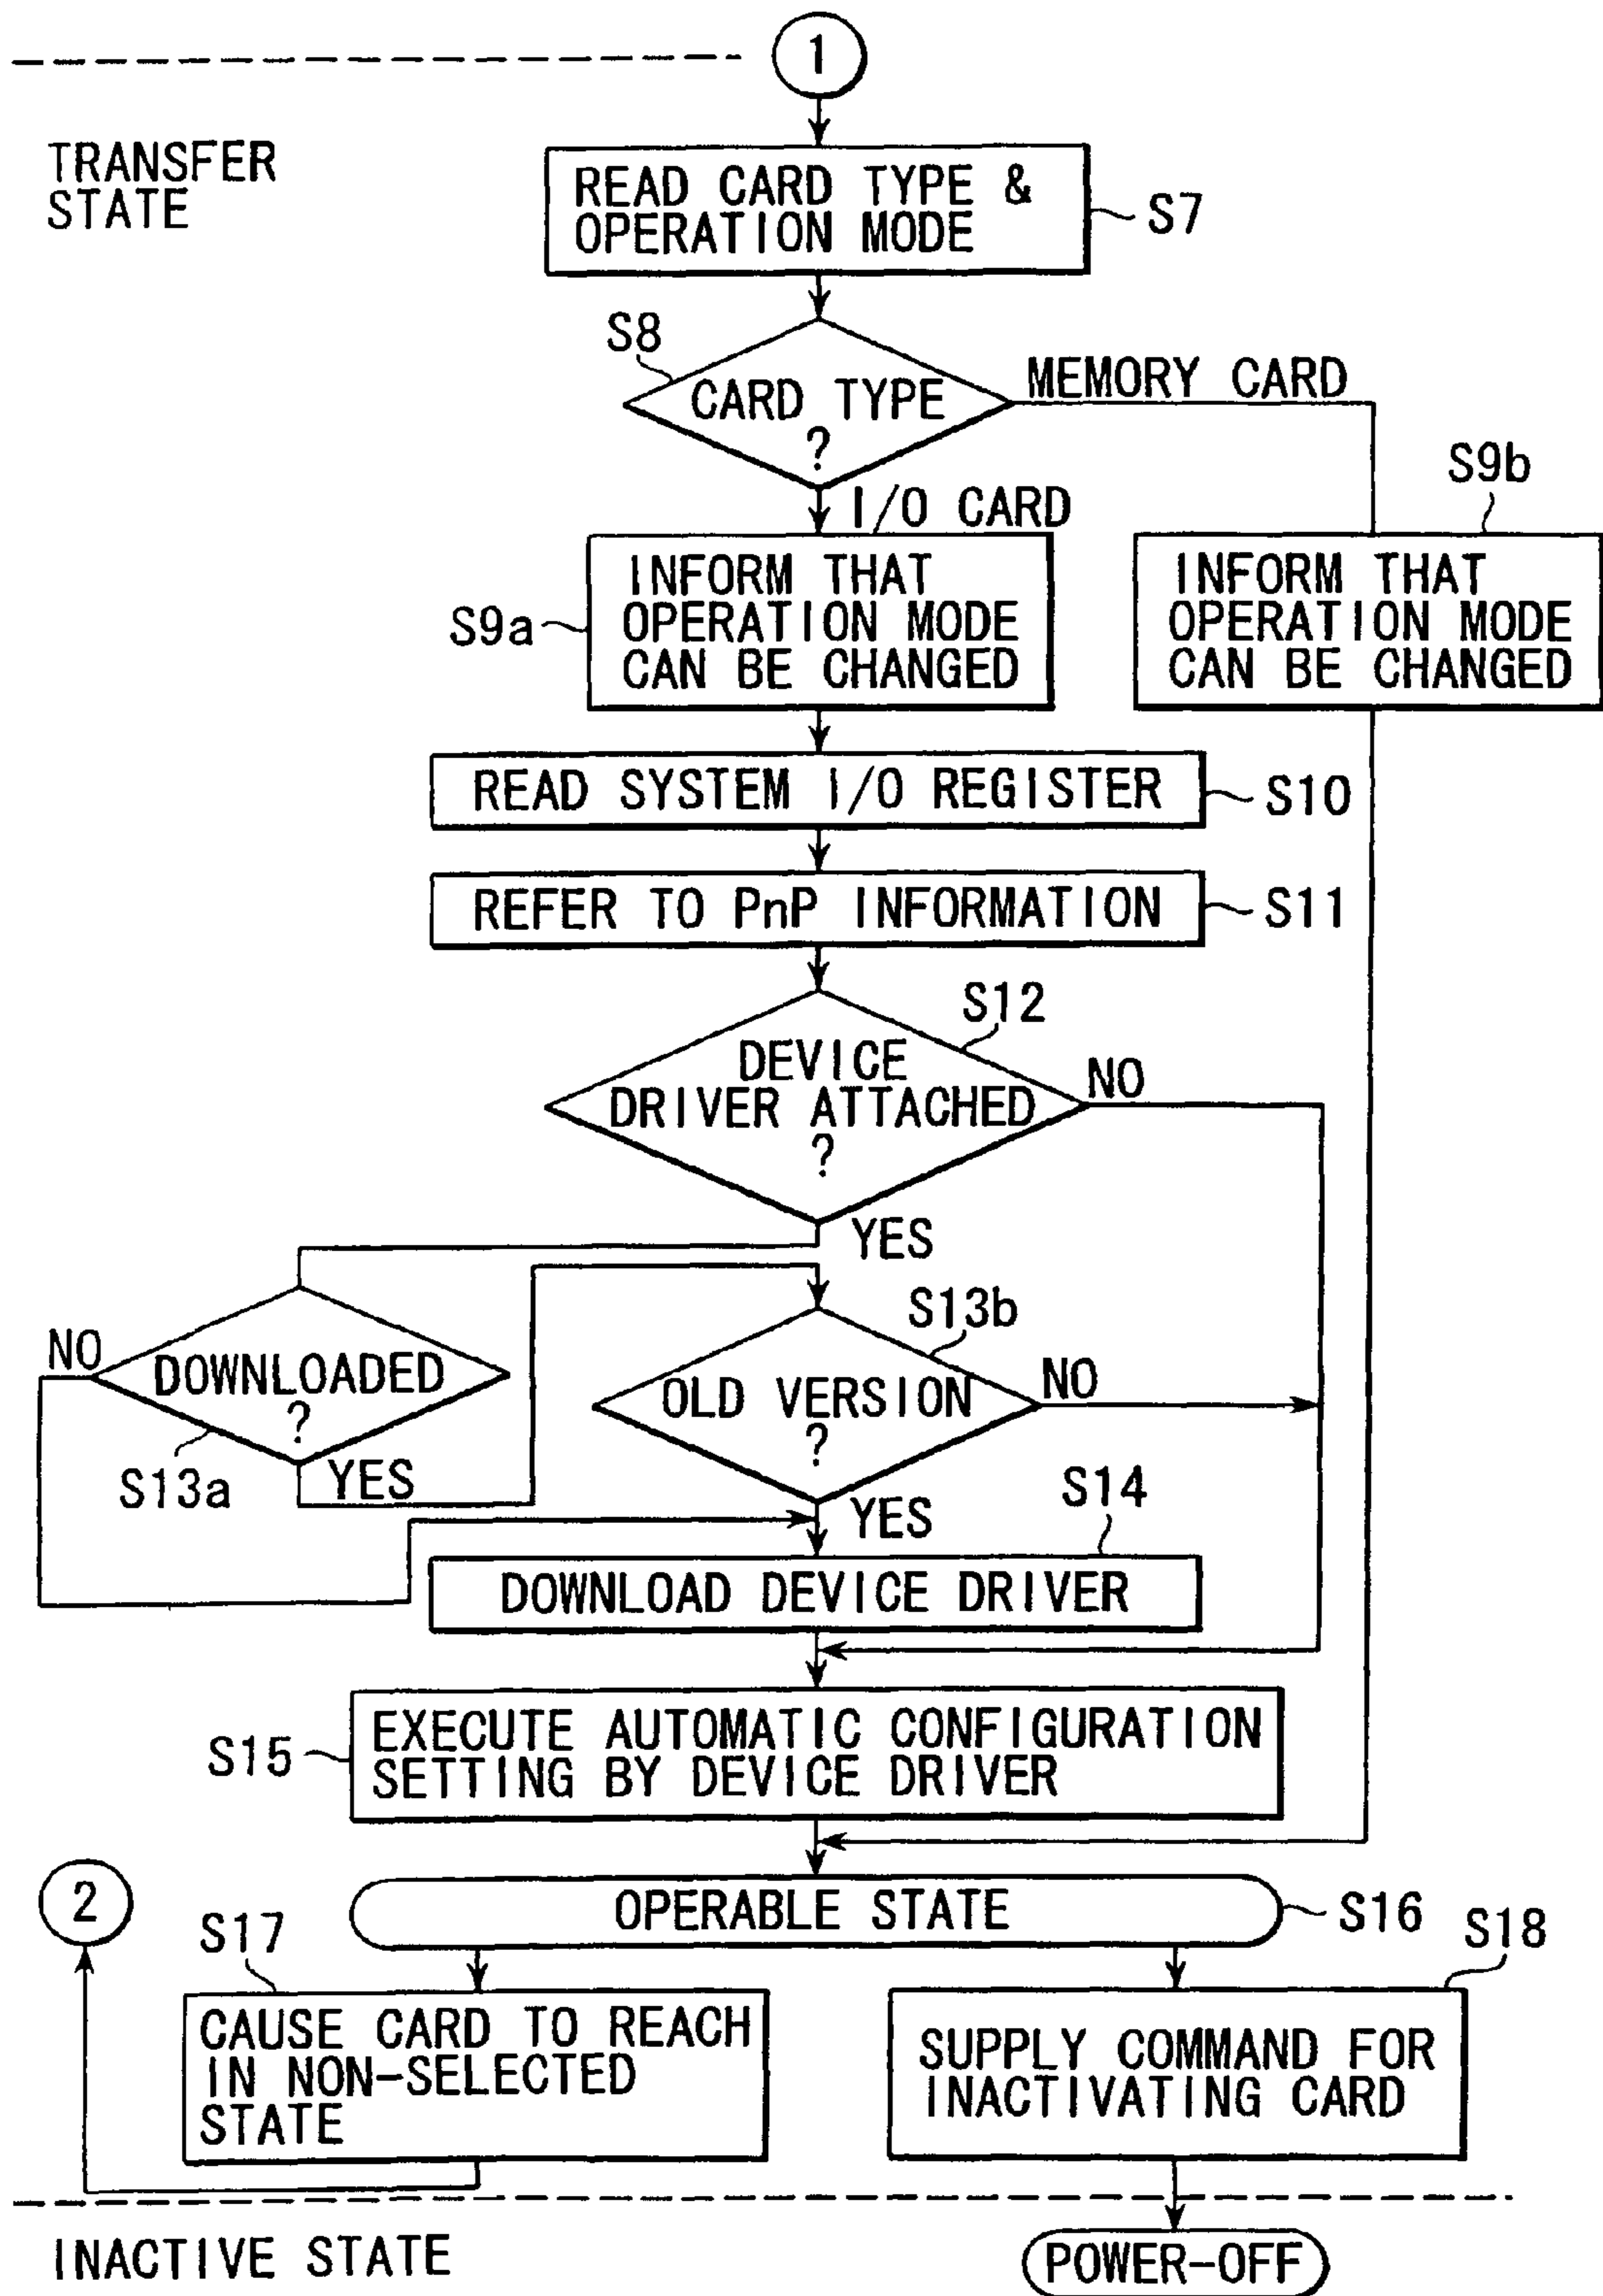 1
TRANSFER
STATE
READ CARD TYPE &
OPERATION MODE
S7
S8
CARD TYPE
?
MEMORY CARD
I/O CARD
S9b
S9a
INFORM THAT
OPERATION MODE
CAN BE CHANGED
INFORM THAT
OPERATION MODE
CAN BE CHANGED
READ SYSTEM I/O REGISTER
S10
REFER TO PnP INFORMATION
S11
S12
DEVICE
DRIVER ATTACHED
?
NO
YES
NO
DOWNLOADED
?
S13a
YES
S13b
OLD VERSION
?
NO
YES
S14
DOWNLOAD DEVICE DRIVER
S15
EXECUTE AUTOMATIC CONFIGURATION
SETTING BY DEVICE DRIVER
2
OPERABLE STATE
S16
S17
CAUSE CARD TO REACH
IN NON-SELECTED
STATE
S18
SUPPLY COMMAND FOR
INACTIVATING CARD
INACTIVE STATE
POWER-OFF